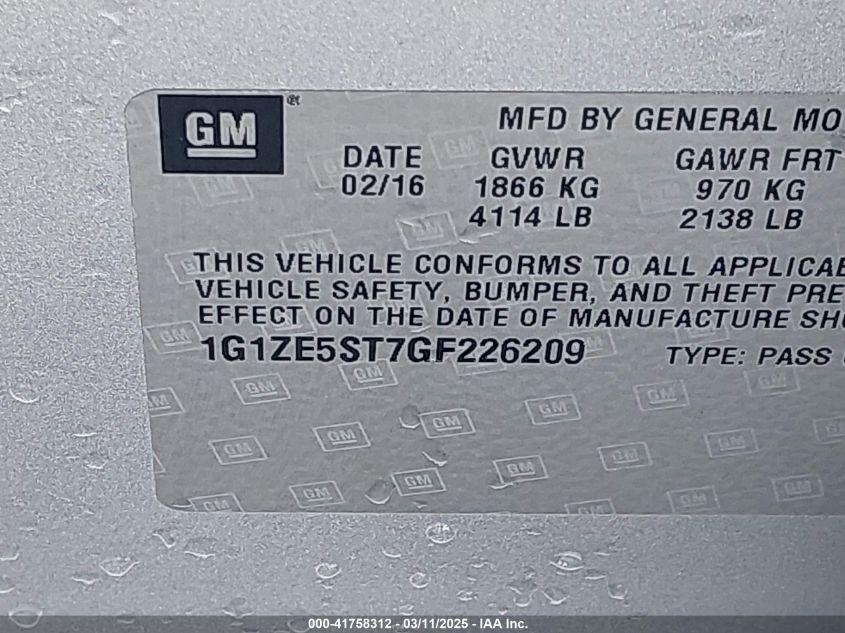 GM
MFD BY GENERAL MO
DATE GVWR GAWR FRT
02/16 1866 KG 970 KG
4114 LB 2138 LB
THIS VEHICLE CONFORMS TO ALL APPLICAB
VEHICLE SAFETY, BUMPER, AND THEFT PRE
EFFECT ON THE DATE OF MANUFACTURE SHO
1G1ZE5ST7GF226209 TYPE: PASS
000-41758312 - 03/11/2025 - IAA Inc.